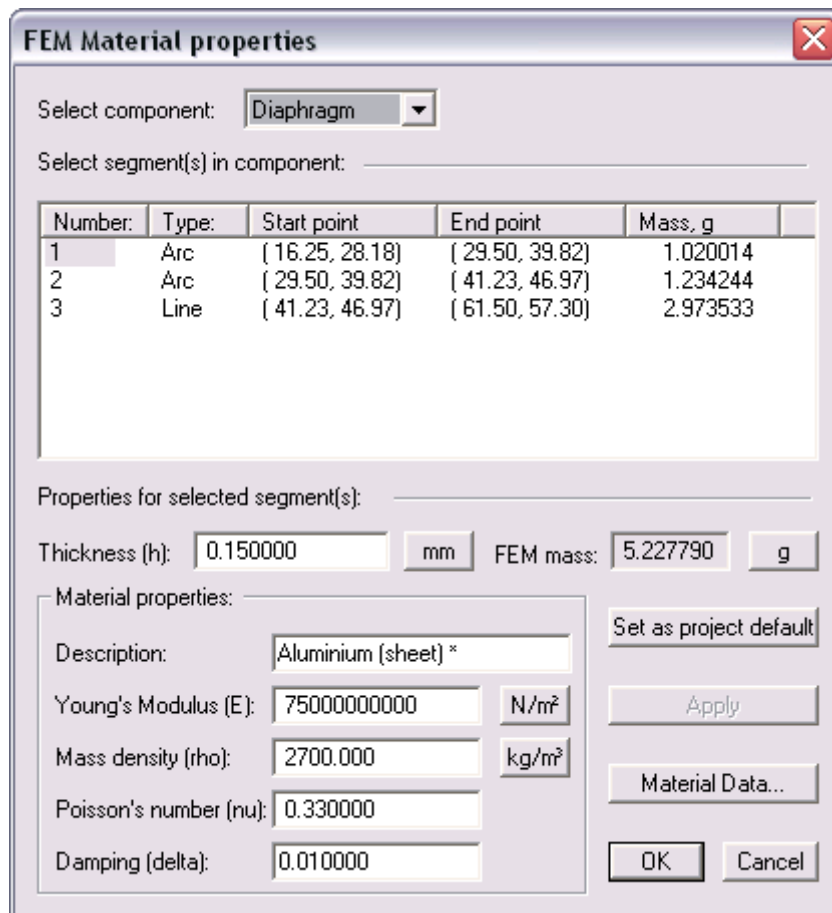 FEM Material properties
Select component: Diaphragm
Select segment(s) in component:
Number: Type: Start point End point Mass, g
1 Arc ( 16.25, 28.18) ( 29.50, 39.82) 1.020014
2 Arc ( 29.50, 39.82) ( 41.23, 46.97) 1.234244
3 Line ( 41.23, 46.97) ( 61.50, 57.30) 2.973533
Properties for selected segment(s):
Thickness (h): 0.150000 mm FEM mass: 5.227790 g
Material properties:
Set as project default
Description: Aluminium (sheet) *
Young's Modulus (E): 75000000000 N/m² Apply
Mass density (rho): 2700.000 kg/m³
Material Data...
Poisson's number (nu): 0.330000
Damping (delta): 0.010000 OK Cancel